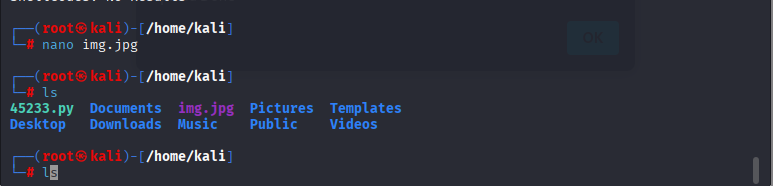 ┌──(root㉿kali)-[/home/kali]
└─# nano img.jpg
┌──(root㉿kali)-[/home/kali]
└─# ls
45233.py Documents img.jpg Pictures Templates
Desktop Downloads Music Public Videos
┌──(root㉿kali)-[/home/kali]
└─# ls